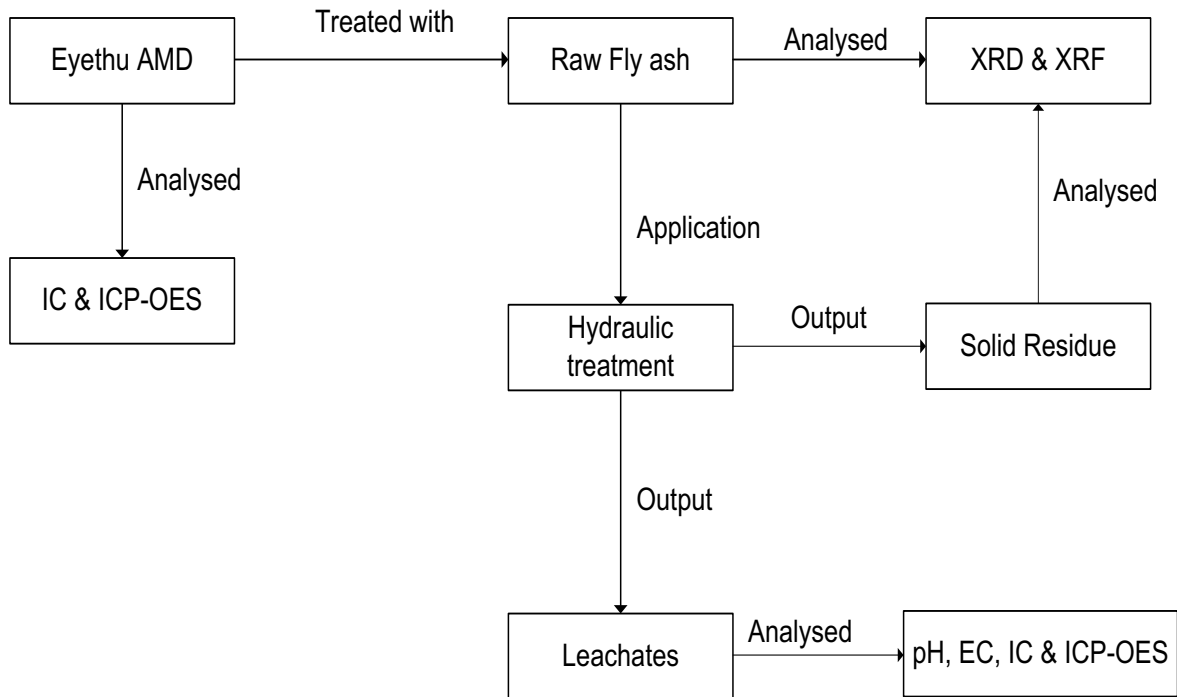 Eyethu AMD
Treated with
Raw Fly ash
Analysed
XRD & XRF
Analysed
Analysed
Application
IC & ICP-OES
Hydraulic
treatment
Output
Solid Residue
Output
Leachates
Analysed
pH, EC, IC & ICP-OES